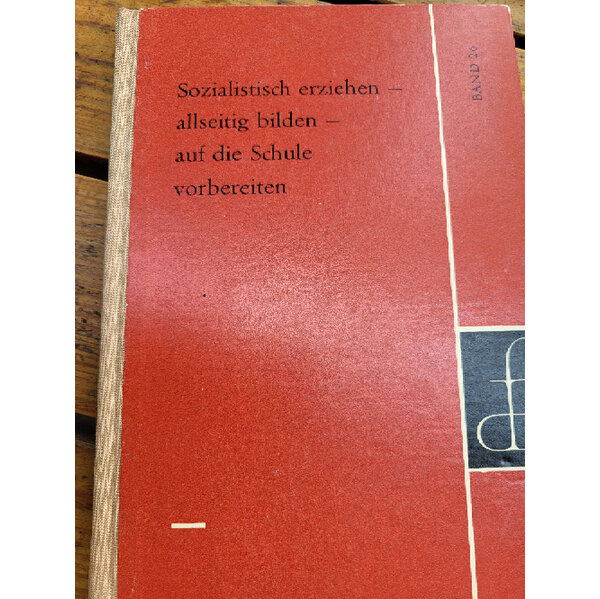 Sozialistisch erziehen –
allseitig bilden –
auf die Schule
vorbereiten
BAND 26